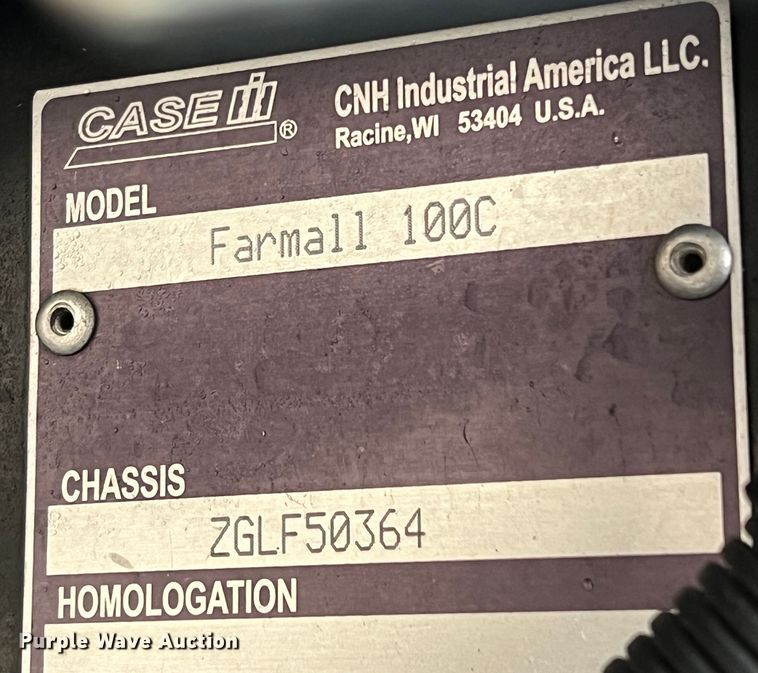 CASE IH ®
CNH Industrial America LLC.
Racine,WI 53404 U.S.A.
MODEL
Farmall 100C
CHASSIS
ZGLF50364
HOMOLOGATION
Purple Wave Auction